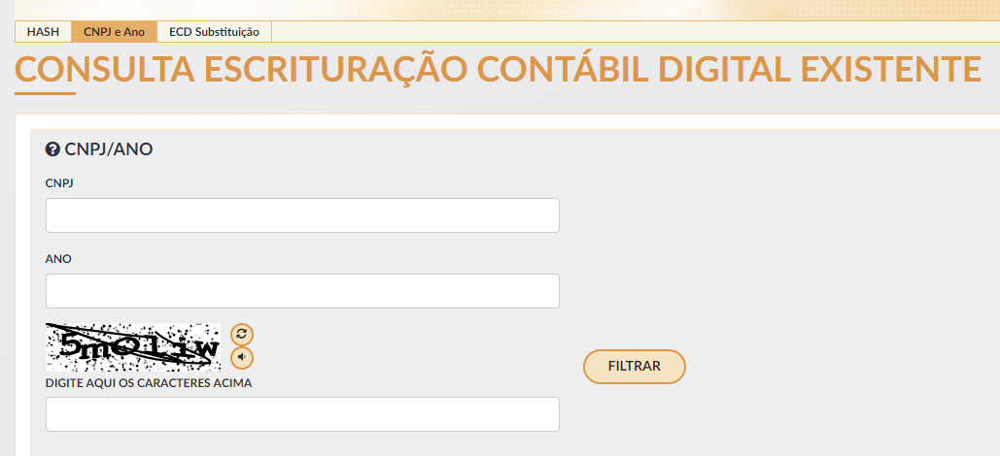 HASH CNPJ e Ano ECD Substituição
CONSULTA ESCRITURAÇÃO CONTÁBIL DIGITAL EXISTENTE
CNPJ/ANO
CNPJ
ANO
DIGITE AQUI OS CARACTERES ACIMA
FILTRAR